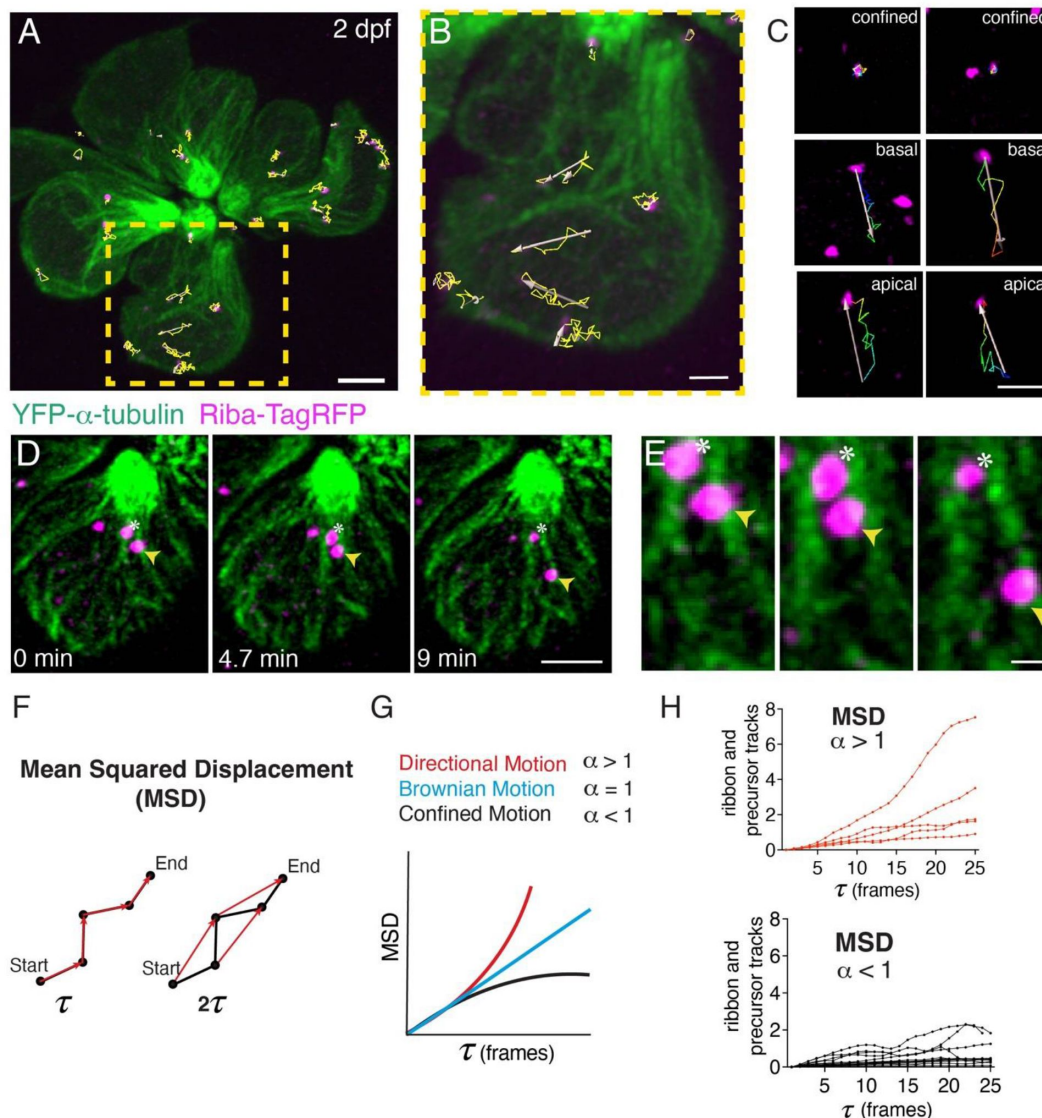 A
2 dpf
B
C
confined
confined
basal
basa
apical
apica
YFP-α-tubulin Riba-TagRFP
D
*
*
*
0 min
4.7 min
9 min
E
*
*
*
F
Mean Squared Displacement
(MSD)
Start
End
τ
Start
End
2τ
G
Directional Motion α > 1
Brownian Motion α = 1
Confined Motion α < 1
MSD
τ (frames)
H
ribbon and
precursor tracks
MSD
α > 1
8
6
4
2
0
5 10 15 20 25
τ (frames)
ribbon and
precursor tracks
MSD
α < 1
8
6
4
2
0
5 10 15 20 25
τ (frames)